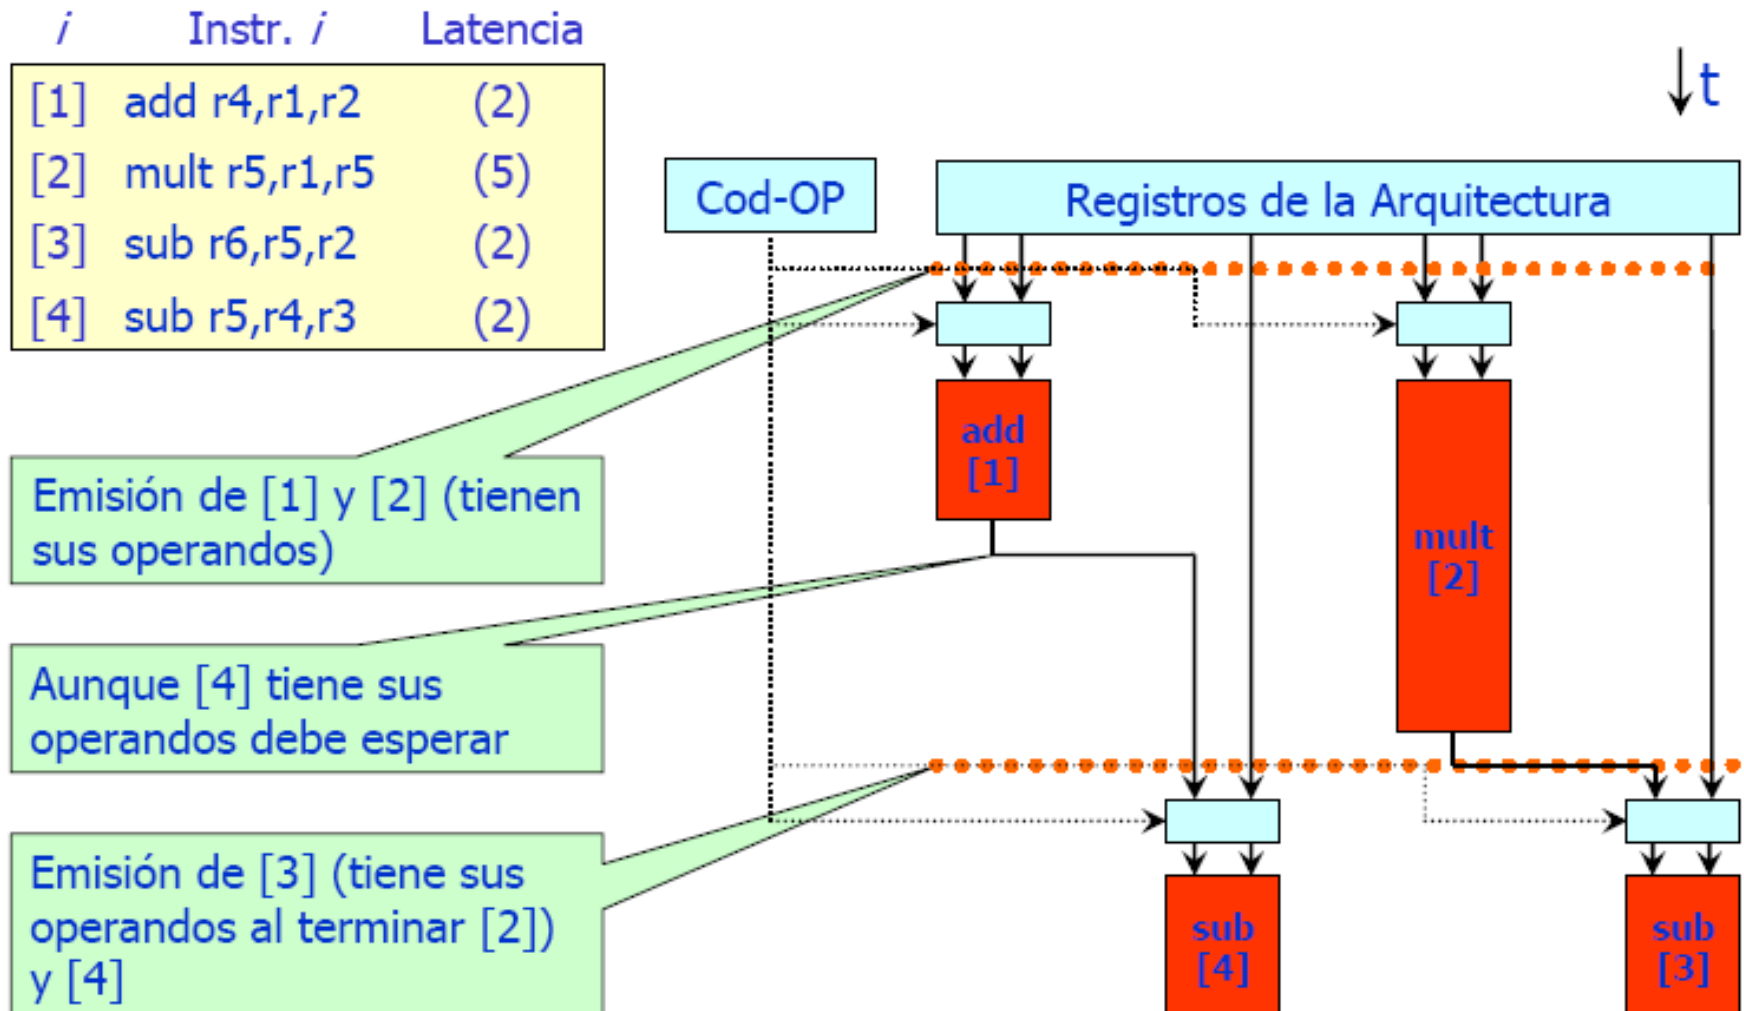 i Instr. i Latencia
[1] add r4,r1,r2 (2)
[2] mult r5,r1,r5 (5)
[3] sub r6,r5,r2 (2)
[4] sub r5,r4,r3 (2)
t
Cod-OP
Registros de la Arquitectura
add
[1]
mult
[2]
Emisión de [1] y [2] (tienen
sus operandos)
Aunque [4] tiene sus
operandos debe esperar
Emisión de [3] (tiene sus
operandos al terminar [2])
y [4]
sub
[4]
sub
[3]